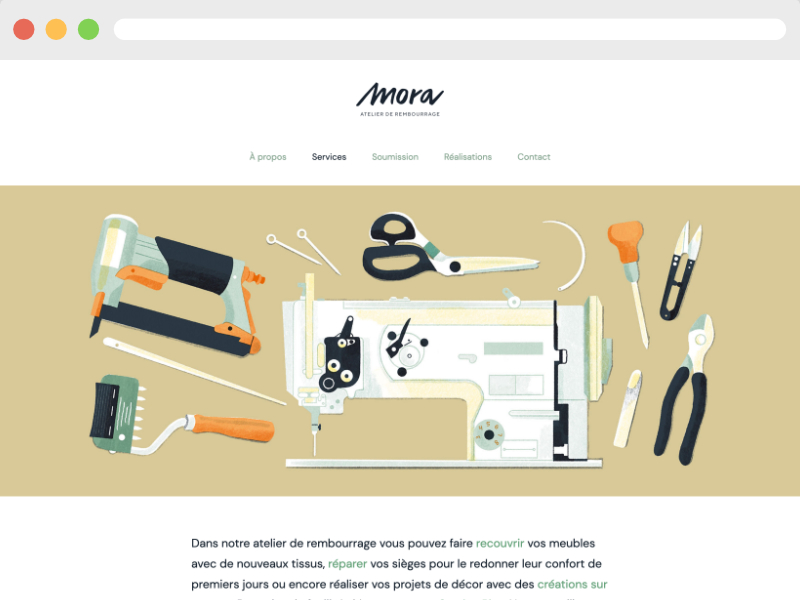 Mora
ATELIER DE REMBOURRAGE
À propos Services Soumission Réalisations Contact
Dans notre atelier de rembourrage vous pouvez faire recouvrir vos meubles
avec de nouveaux tissus, réparer vos sièges pour le redonner leur confort de
premiers jours ou encore réaliser vos projets de décor avec des créations sur